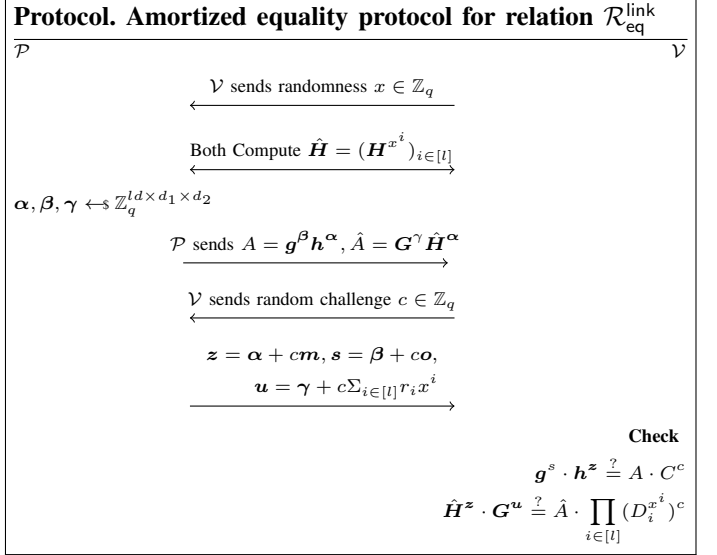 Protocol. Amortized equality protocol for relation $\mathcal{R}_{\mathsf{eq}}^{\mathsf{link}}$
$\mathcal{P}$ $\mathcal{V}$
$\mathcal{V}$ sends randomness $x \in \mathbb{Z}_q$
Both Compute $\hat{\boldsymbol{H}} = (\boldsymbol{H}^{x^i})_{i \in [l]}$
$\boldsymbol{\alpha}, \boldsymbol{\beta}, \boldsymbol{\gamma} \hookleftarrow\!\!\$\ \mathbb{Z}_q^{ld \times d_1 \times d_2}$
$\mathcal{P}$ sends $A = \boldsymbol{g}^{\boldsymbol{\beta}} \boldsymbol{h}^{\boldsymbol{\alpha}}, \hat{A} = \boldsymbol{G}^{\gamma} \hat{\boldsymbol{H}}^{\boldsymbol{\alpha}}$
$\mathcal{V}$ sends random challenge $c \in \mathbb{Z}_q$
$\boldsymbol{z} = \boldsymbol{\alpha} + c\boldsymbol{m}, \boldsymbol{s} = \boldsymbol{\beta} + c\boldsymbol{o},$
$\boldsymbol{u} = \boldsymbol{\gamma} + c\Sigma_{i \in [l]} r_i x^i$
Check
$\boldsymbol{g}^{s} \cdot \boldsymbol{h}^{\boldsymbol{z}} \stackrel{?}{=} A \cdot C^c$
$\hat{\boldsymbol{H}}^{\boldsymbol{z}} \cdot \boldsymbol{G}^{\boldsymbol{u}} \stackrel{?}{=} \hat{A} \cdot \prod_{i \in [l]} (D_i^{x^i})^c$